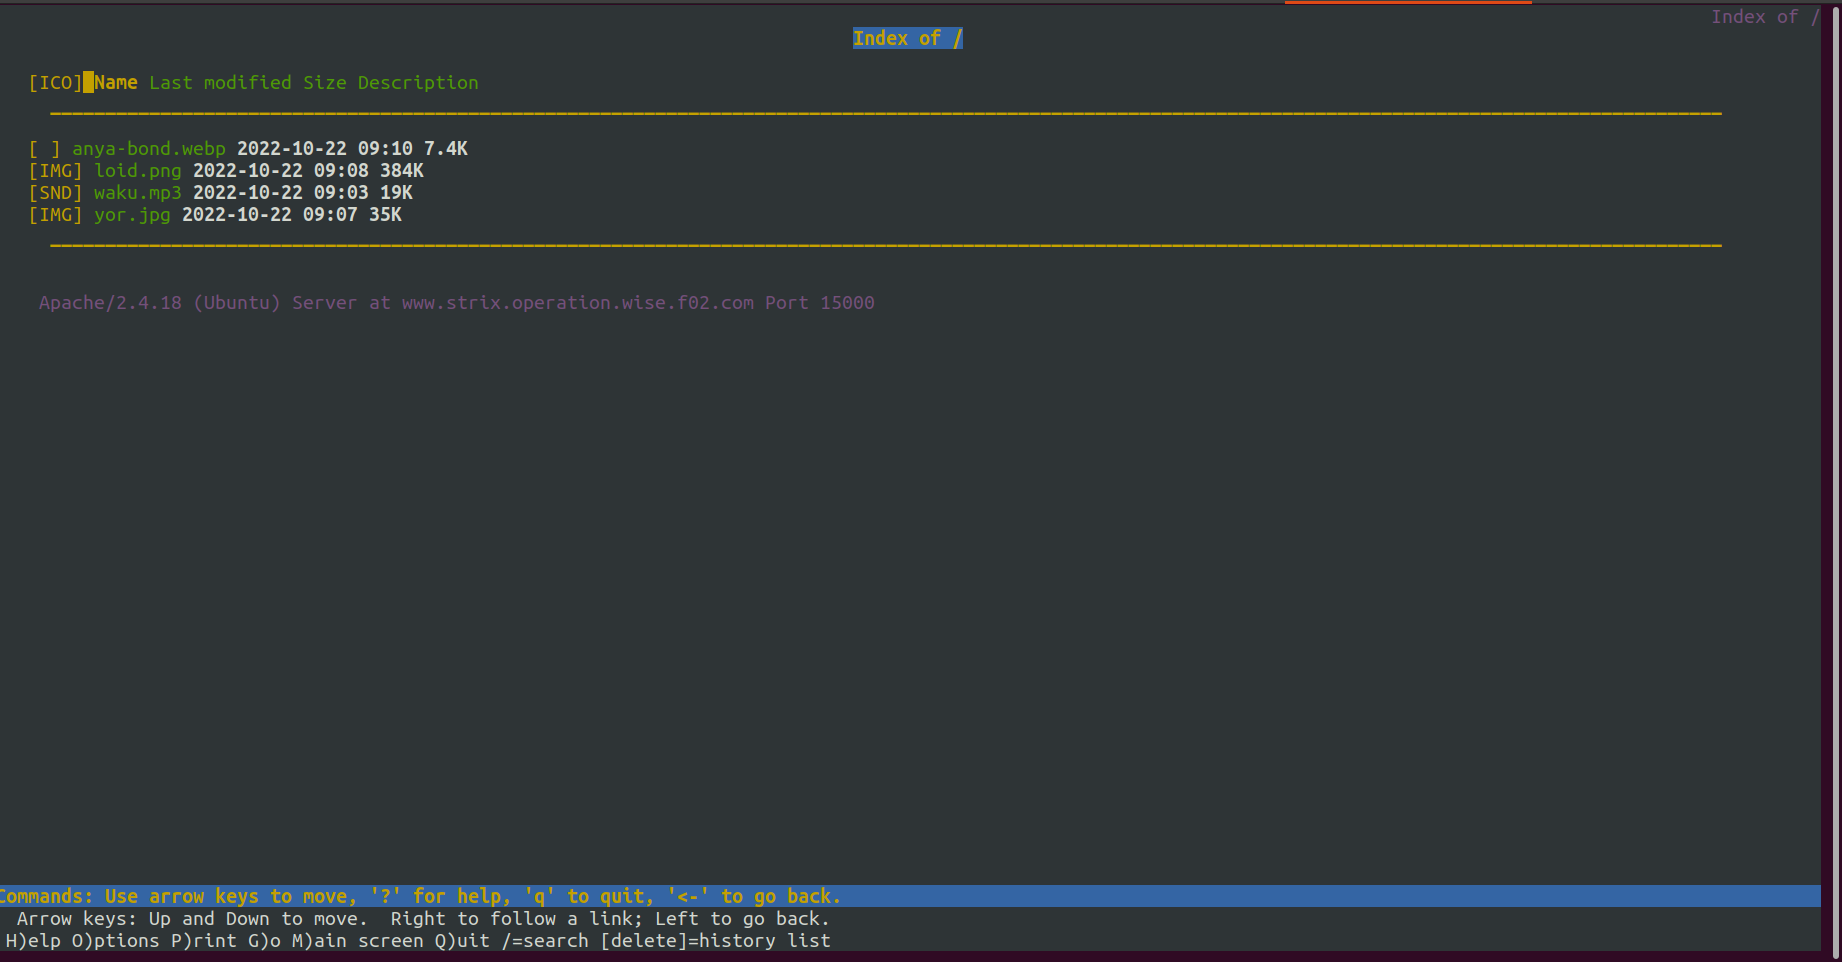 Index of /
Index of /
[ICO] Name Last modified Size Description
[ ] anya-bond.webp 2022-10-22 09:10 7.4K
[IMG] loid.png 2022-10-22 09:08 384K
[SND] waku.mp3 2022-10-22 09:03 19K
[IMG] yor.jpg 2022-10-22 09:07 35K
Apache/2.4.18 (Ubuntu) Server at www.strix.operation.wise.f02.com Port 15000
Commands: Use arrow keys to move, '?' for help, 'q' to quit, '<-' to go back.
Arrow keys: Up and Down to move.  Right to follow a link; Left to go back.
H)elp O)ptions P)rint G)o M)ain screen Q)uit /=search [delete]=history list